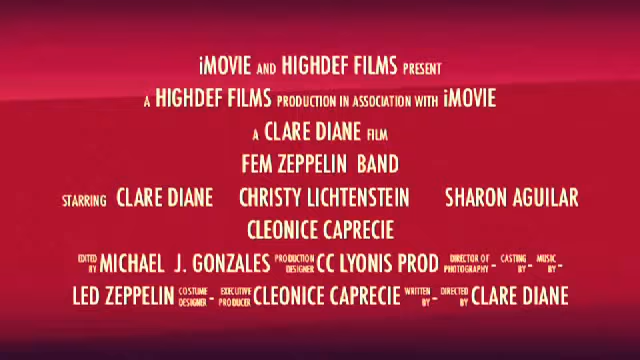 iMOVIE AND HIGHDEF FILMS PRESENT
A HIGHDEF FILMS PRODUCTION IN ASSOCIATION WITH iMOVIE
A CLARE DIANE FILM
FEM ZEPPELIN BAND
STARRING CLARE DIANE CHRISTY LICHTENSTEIN SHARON AGUILAR
CLEONICE CAPRECIE
EDITED BY MICHAEL J. GONZALES PRODUCTION DESIGNER CC LYONIS PROD DIRECTOR OF PHOTOGRAPHY - CASTING BY - MUSIC BY -
LED ZEPPELIN COSTUME DESIGNER - EXECUTIVE PRODUCER CLEONICE CAPRECIE WRITTEN BY - DIRECTED BY CLARE DIANE